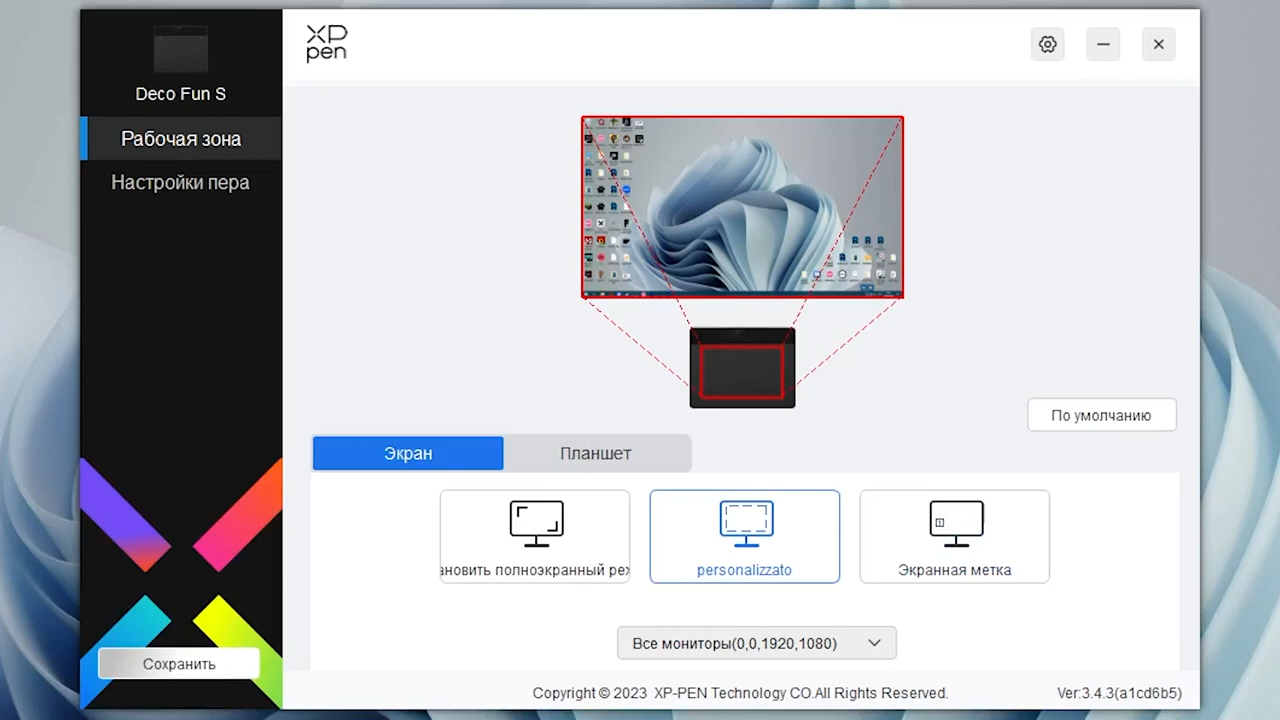 XP
pen
Deco Fun S
Рабочая зона
Настройки пера
По умолчанию
Экран
Планшет
ановить полноэкранный реж
personalizzato
Экранная метка
1
Все мониторы(0,0,1920,1080)
Сохранить
Copyright © 2023 XP-PEN Technology CO.All Rights Reserved.
Ver:3.4.3(a1cd6b5)